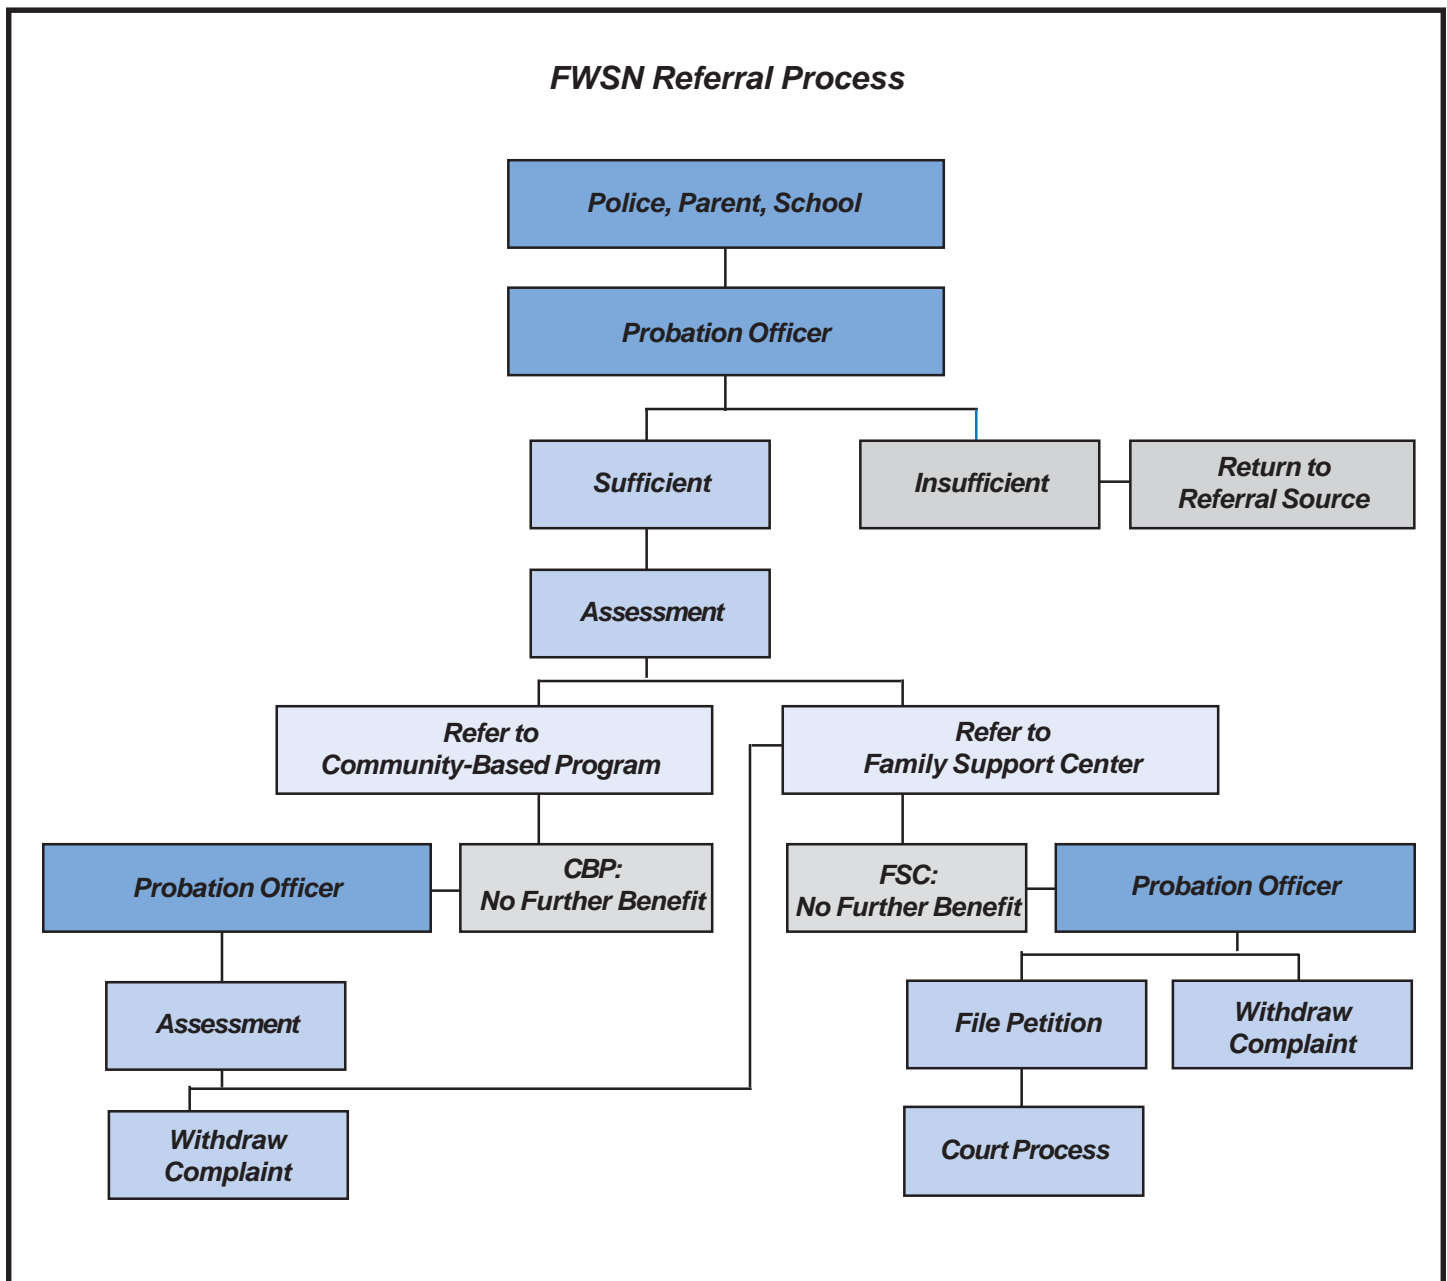 FWSN Referral Process
Police, Parent, School
Probation Officer
Sufficient
Insufficient
Return to
Referral Source
Assessment
Refer to
Community-Based Program
Refer to
Family Support Center
Probation Officer
CBP:
No Further Benefit
FSC:
No Further Benefit
Probation Officer
Assessment
File Petition
Withdraw
Complaint
Withdraw
Complaint
Court Process